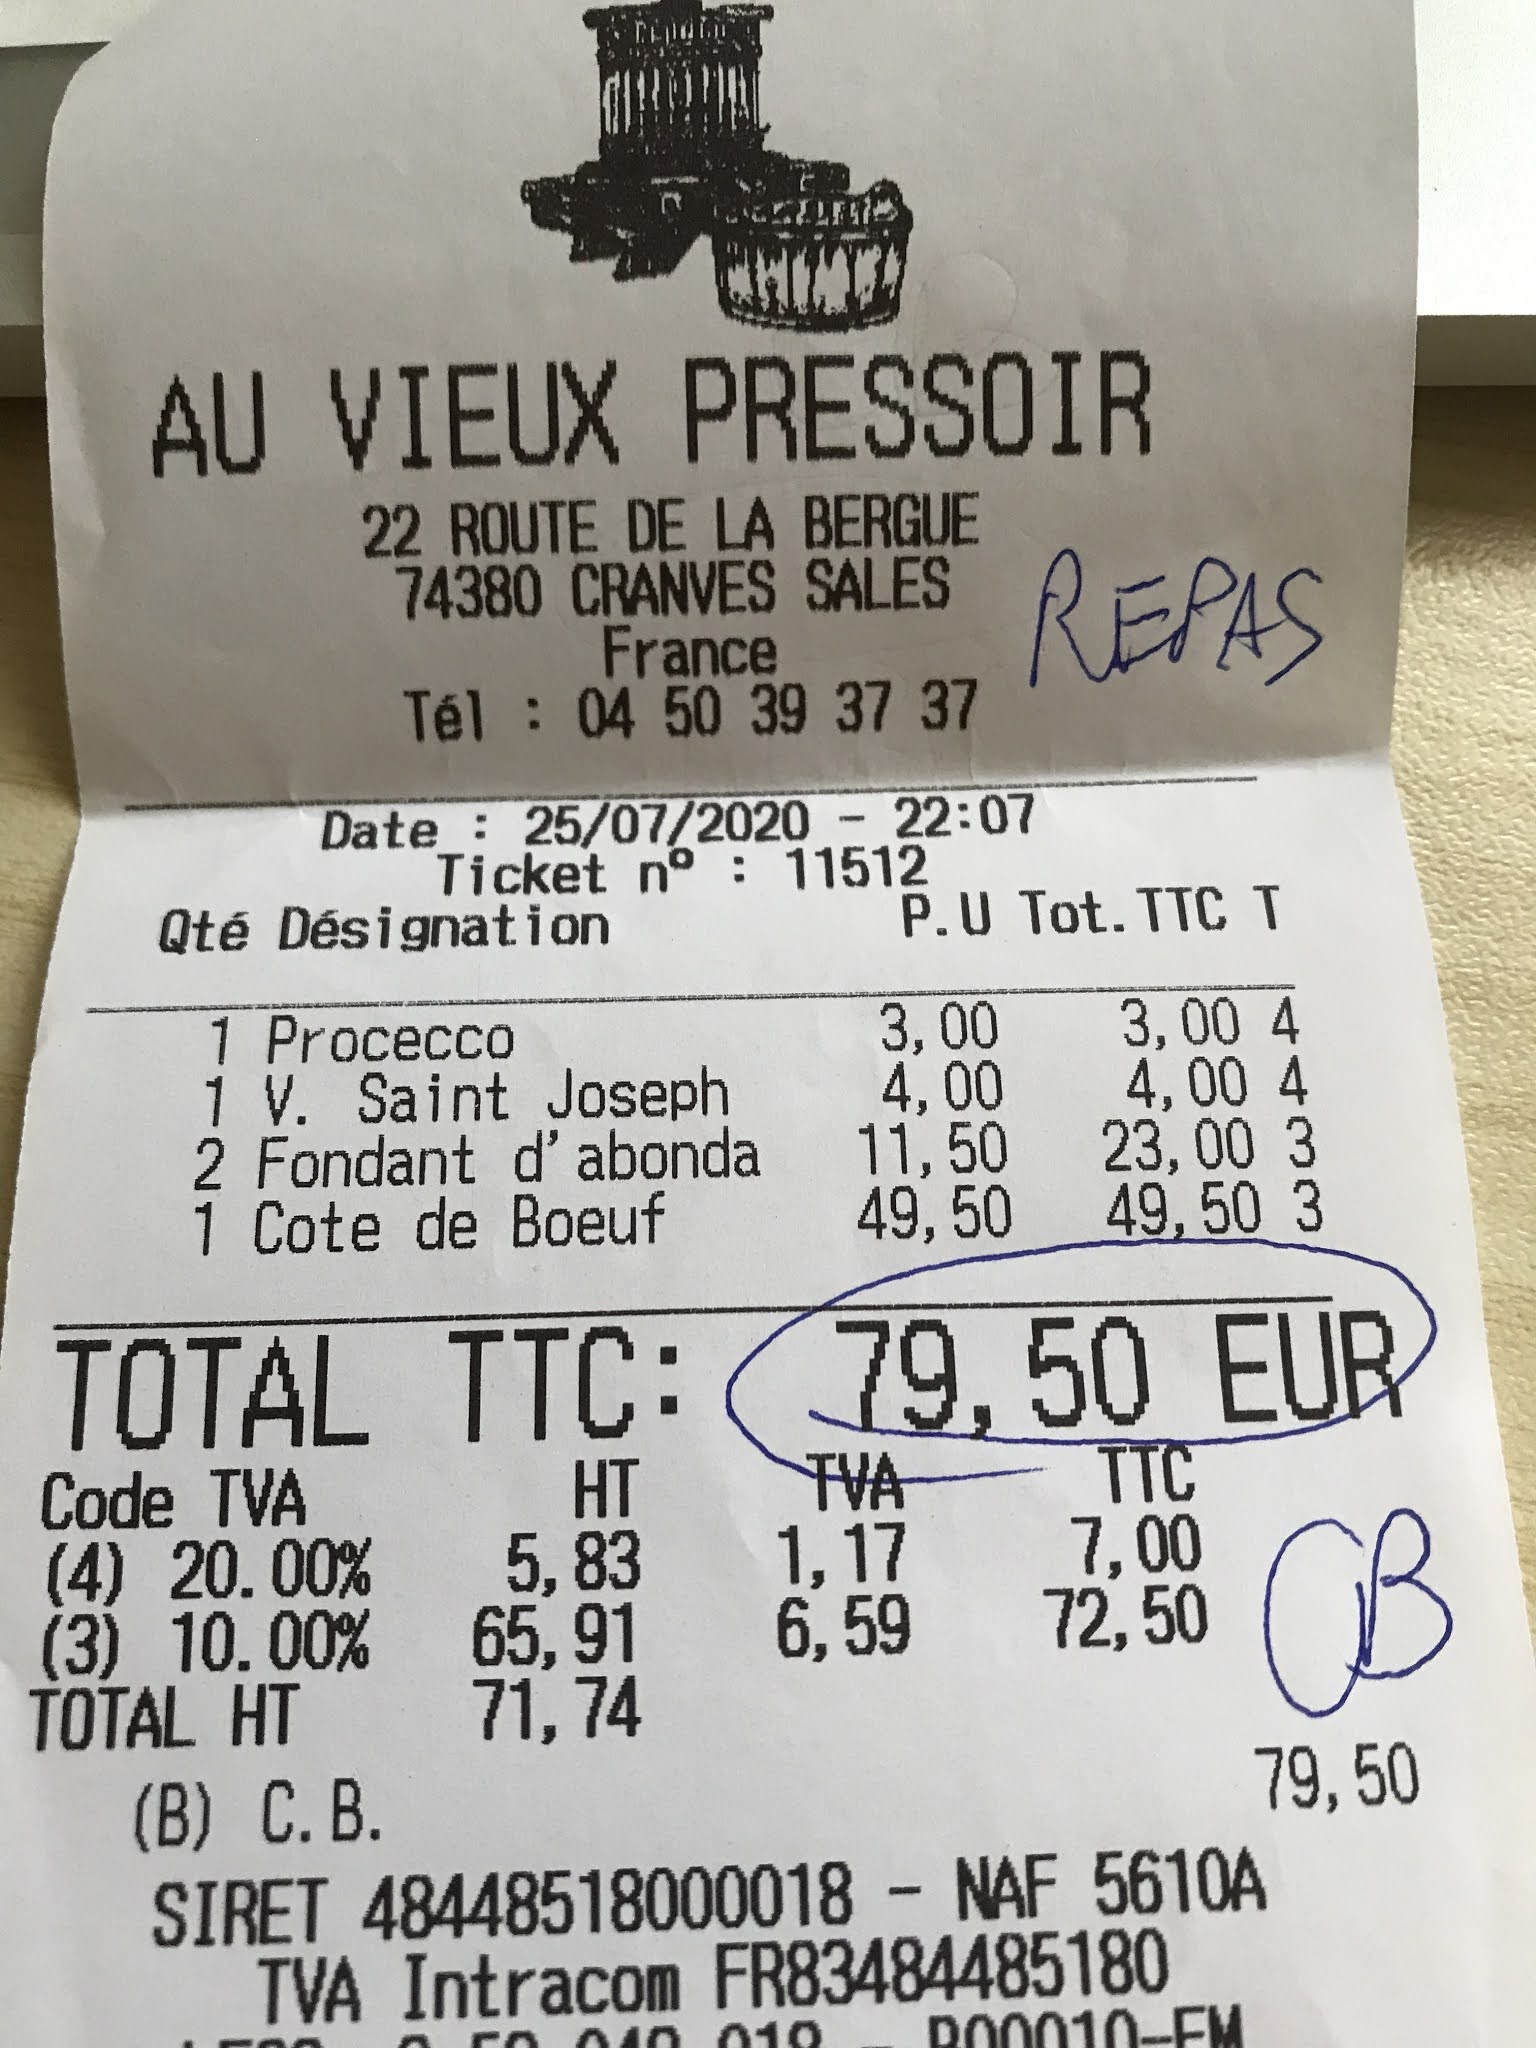 AU VIEUX PRESSOIR
22 ROUTE DE LA BERGUE
74380 CRANVES SALES
France
REPAS
Tél : 04 50 39 37 37
Date : 25/07/2020 - 22:07
Ticket n° : 11512
Qté Désignation P.U Tot. TTC T
1 Procecco 3,00 3,00 4
1 V. Saint Joseph 4,00 4,00 4
2 Fondant d'abonda 11,50 23,00 3
1 Cote de Boeuf 49,50 49,50 3
TOTAL TTC: 79,50 EUR
Code TVA HT TVA TTC
(4) 20.00% 5,83 1,17 7,00
(3) 10.00% 65,91 6,59 72,50
CB
TOTAL HT 71,74
(B) C.B. 79,50
SIRET 48448518000018 - NAF 5610A
TVA Intracom FR83484485180